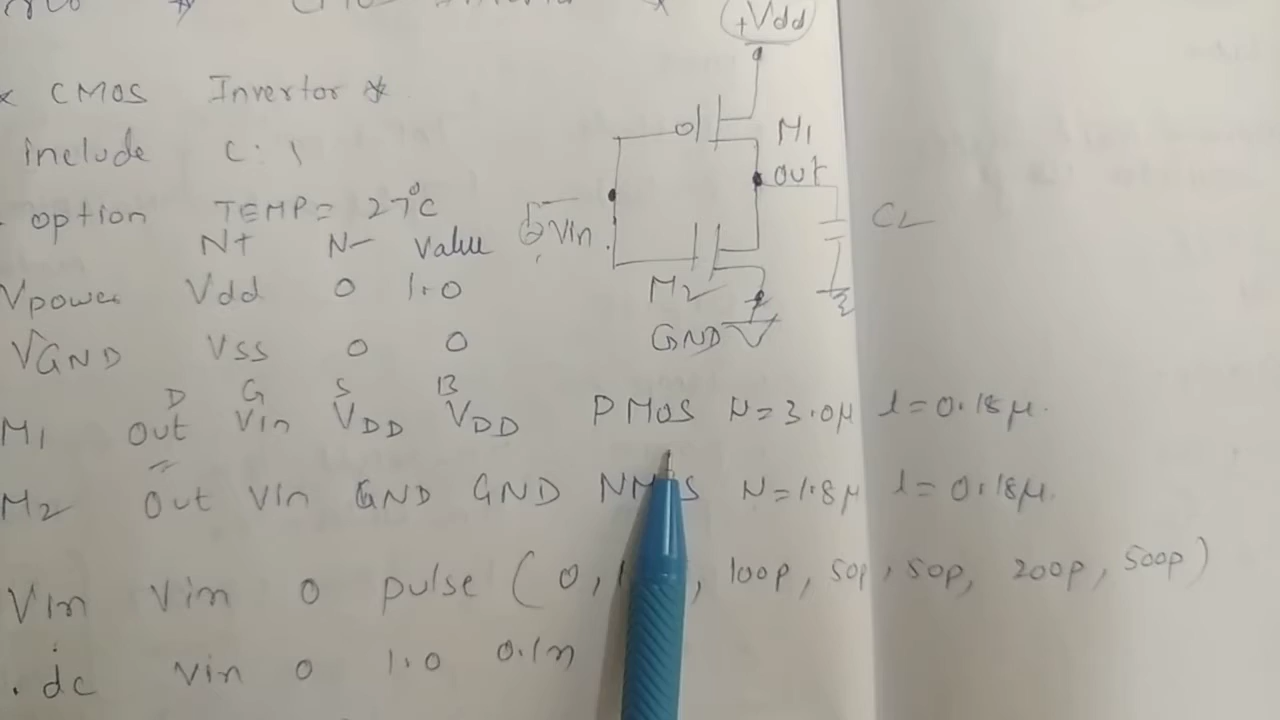 +Vdd
* CMOS Invertor *
include C:\
M1
out
option TEMP= 27°C
Vin
CL
N+ N- Value
Vpower Vdd 0 1.0
M2
VGND VSS 0 0
GND
D G S B
M1 out Vin VDD VDD PMOS W=3.0μ l=0.18μ.
M2 out Vin GND GND NMOS W=1.8μ l=0.18μ.
Vin Vin 0 pulse (0, 100p, 50p, 50p, 200p, 500p)
.dc Vin 0 1.0 0.1m